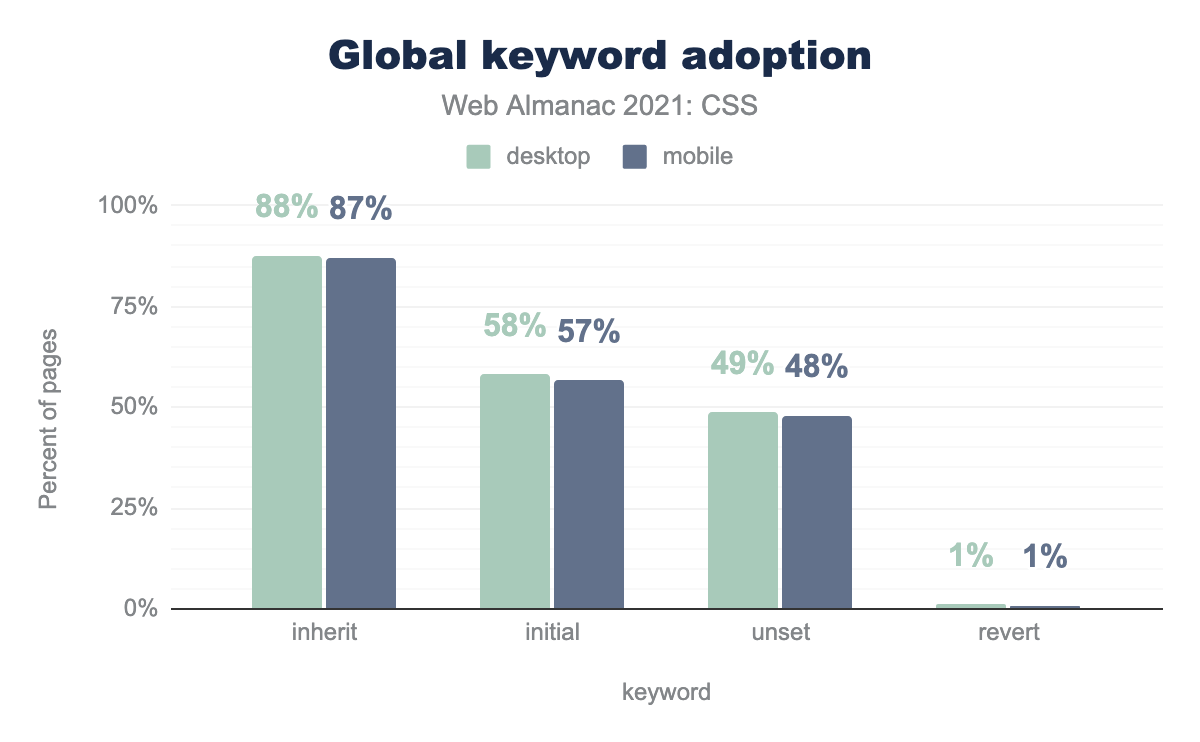 Global keyword adoption
Web Almanac 2021: CSS
desktop mobile
100%
75%
50%
25%
0%
Percent of pages
88% 87%
58% 57%
49% 48%
1% 1%
inherit initial unset revert
keyword